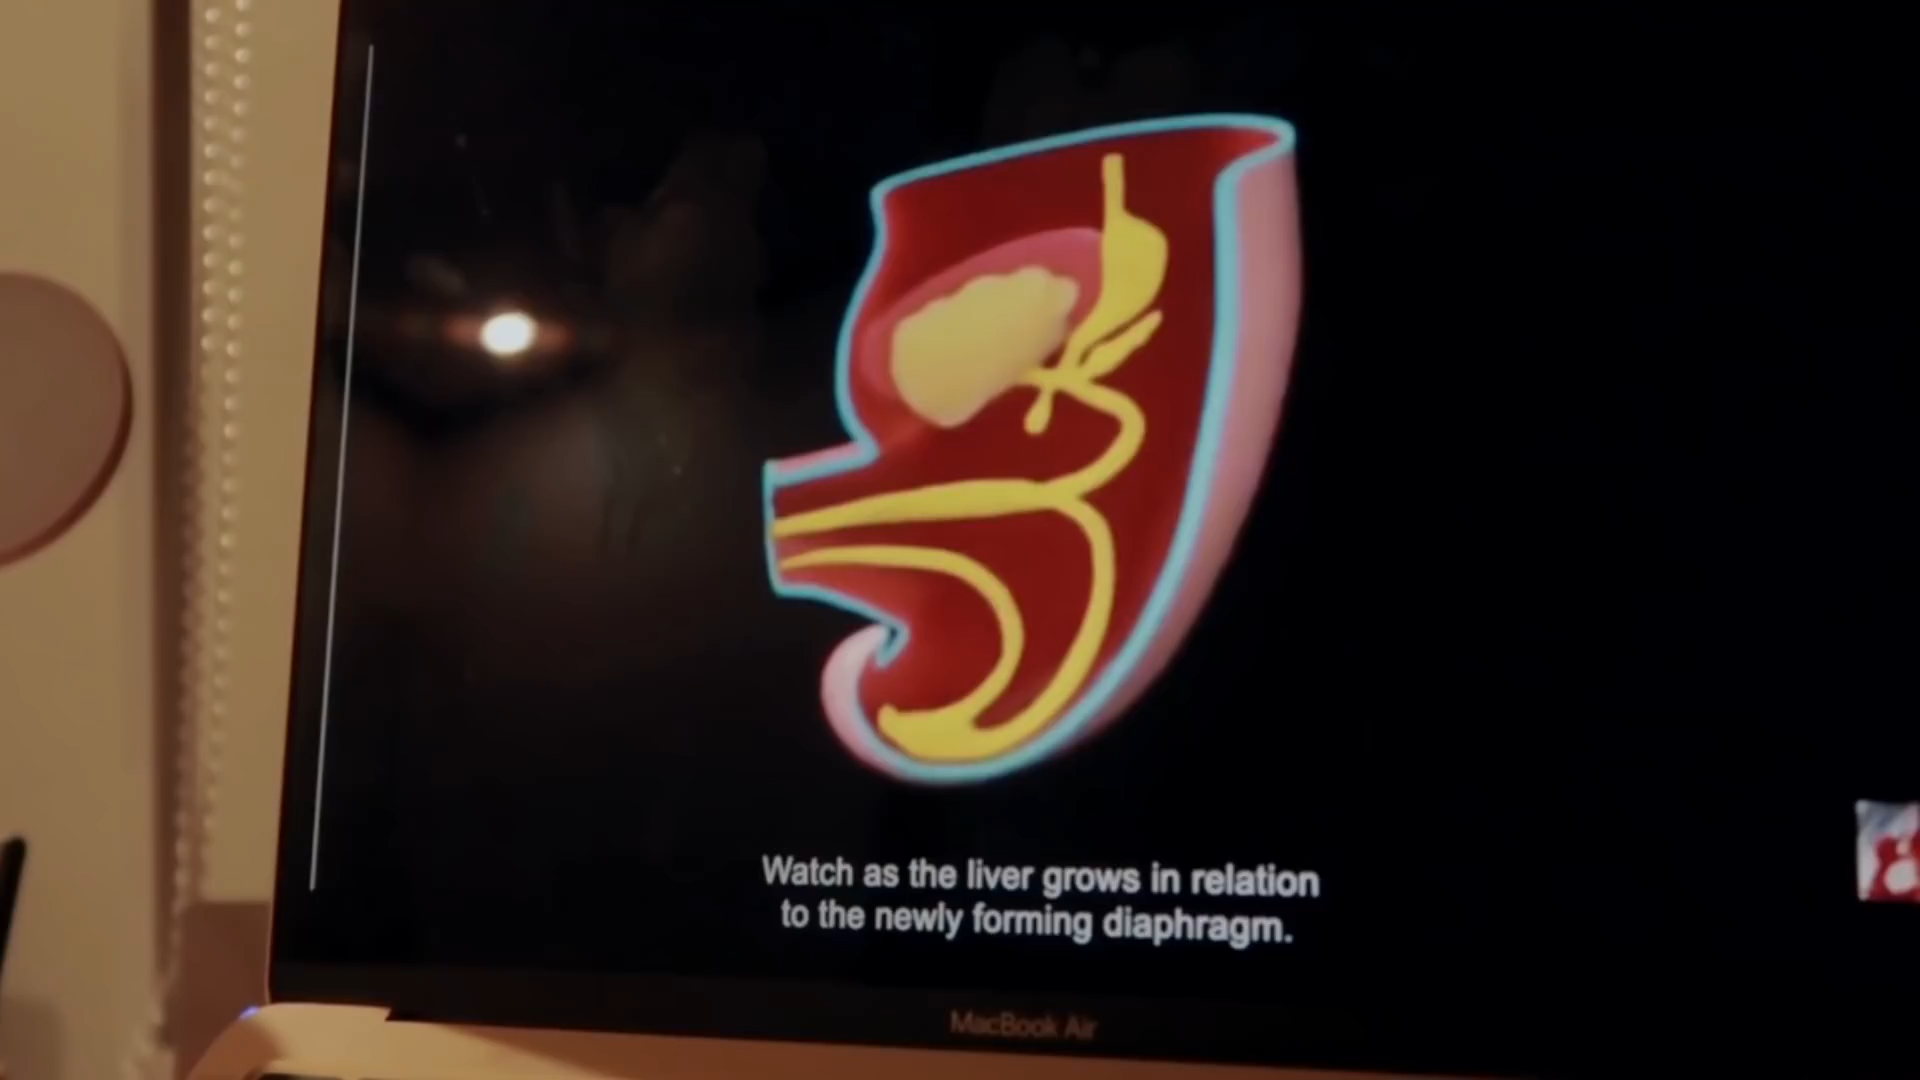 Watch as the liver grows in relation
to the newly forming diaphragm.
MacBook Air